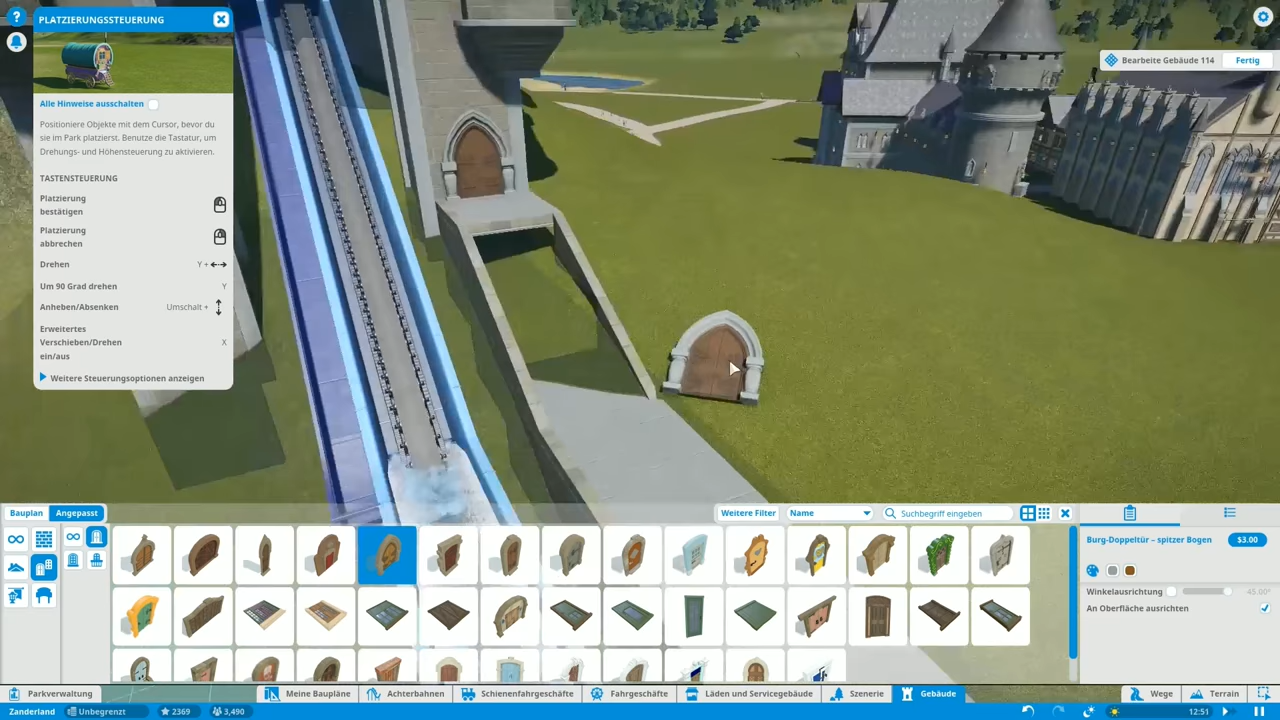 PLATZIERUNGSSTEUERUNG
Alle Hinweise ausschalten
Positioniere Objekte mit dem Cursor, bevor du
sie im Park platzierst. Benutze die Tastatur, um
Drehungs- und Höhensteuerung zu aktivieren.
TASTENSTEUERUNG
Platzierung
bestätigen
Platzierung
abbrechen
Drehen Y +
Um 90 Grad drehen Y
Anheben/Absenken Umschalt +
Erweitertes
Verschieben/Drehen X
ein/aus
Weitere Steuerungsoptionen anzeigen
Bearbeite Gebäude 114 Fertig
Bauplan Angepasst Weitere Filter Name Suchbegriff eingeben
Burg-Doppeltür – spitzer Bogen $3.00
Winkelausrichtung 45.00°
An Oberfläche ausrichten
Parkverwaltung Meine Baupläne Achterbahnen Schienenfahrgeschäfte Fahrgeschäfte Läden und Servicegebäude Szenerie Gebäude Wege Terrain
Zanderland Unbegrenzt 2369 3,490 12:51